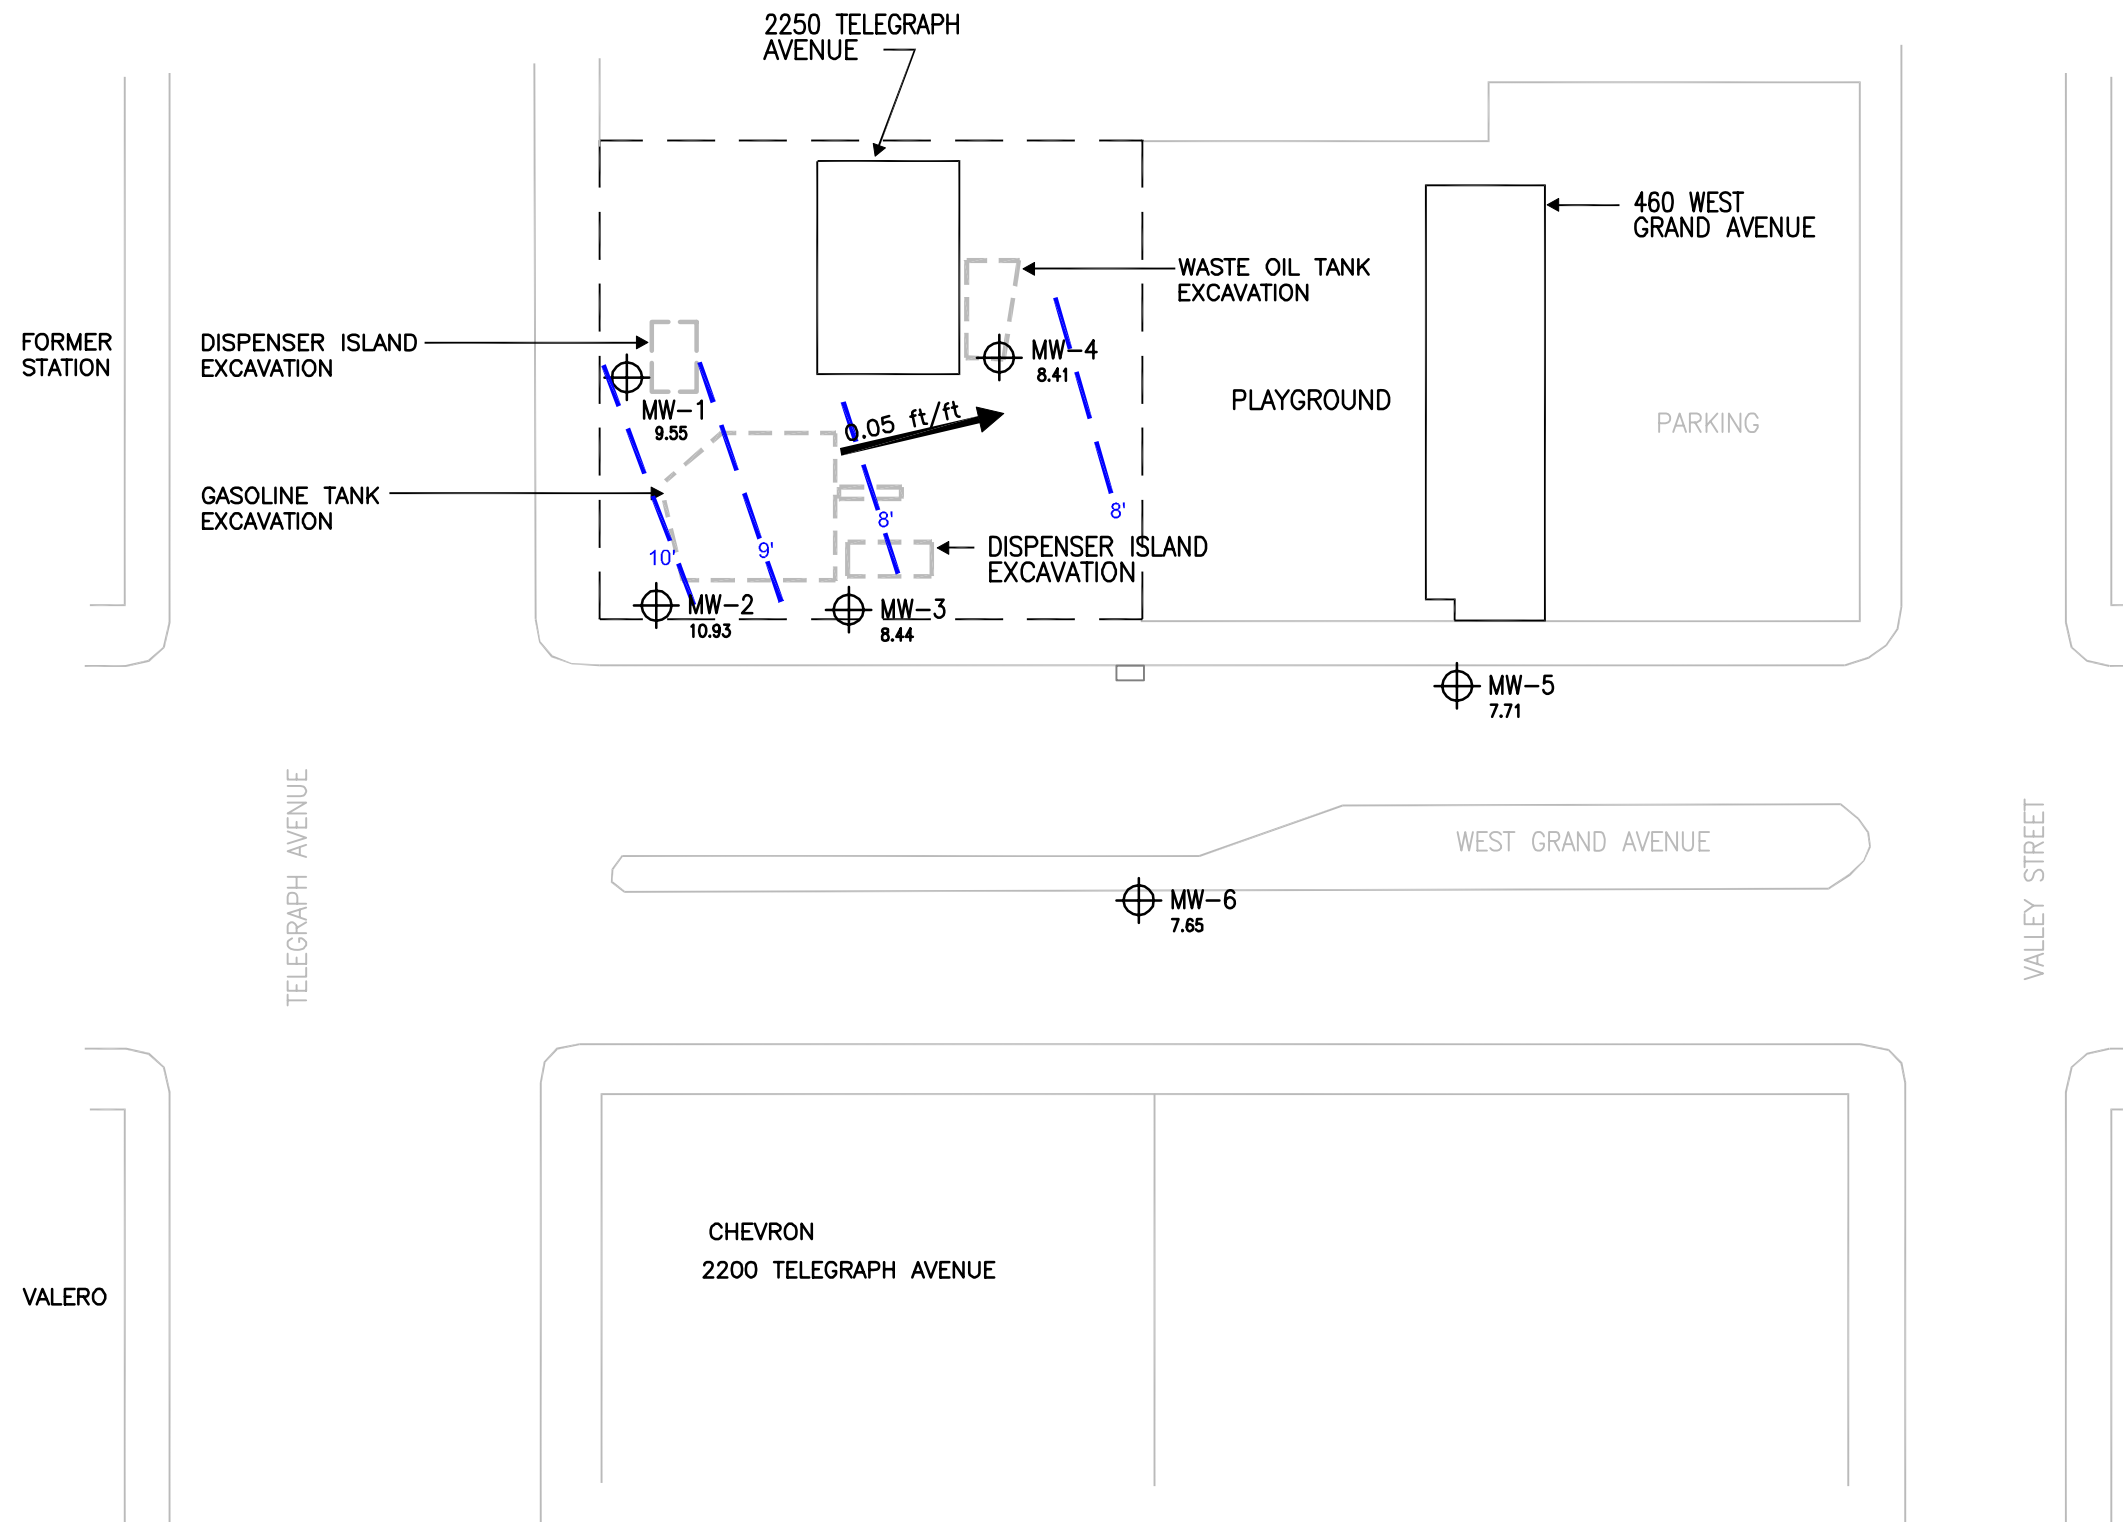 2250 TELEGRAPH
AVENUE
460 WEST
GRAND AVENUE
WASTE OIL TANK
EXCAVATION
FORMER
STATION
DISPENSER ISLAND
EXCAVATION
MW-4
8.41
MW-1
9.55
0.05 ft/ft
PLAYGROUND
PARKING
GASOLINE TANK
EXCAVATION
10'
9'
8'
8'
DISPENSER ISLAND
EXCAVATION
MW-2
10.93
MW-3
8.44
MW-5
7.71
TELEGRAPH AVENUE
WEST GRAND AVENUE
VALLEY STREET
MW-6
7.65
CHEVRON
2200 TELEGRAPH AVENUE
VALERO